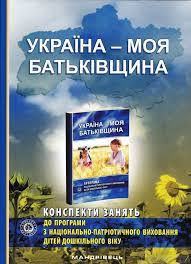 УКРАЇНА – МОЯ
БАТЬКІВЩИНА
УКРАЇНА – МОЯ
БАТЬКІВЩИНА
КОНСПЕКТИ ЗАНЯТЬ
ДО ПРОГРАМИ
З НАЦІОНАЛЬНО-ПАТРІОТИЧНОГО ВИХОВАННЯ
ДІТЕЙ ДОШКІЛЬНОГО ВІКУ
МАНДРІВЕЦЬ